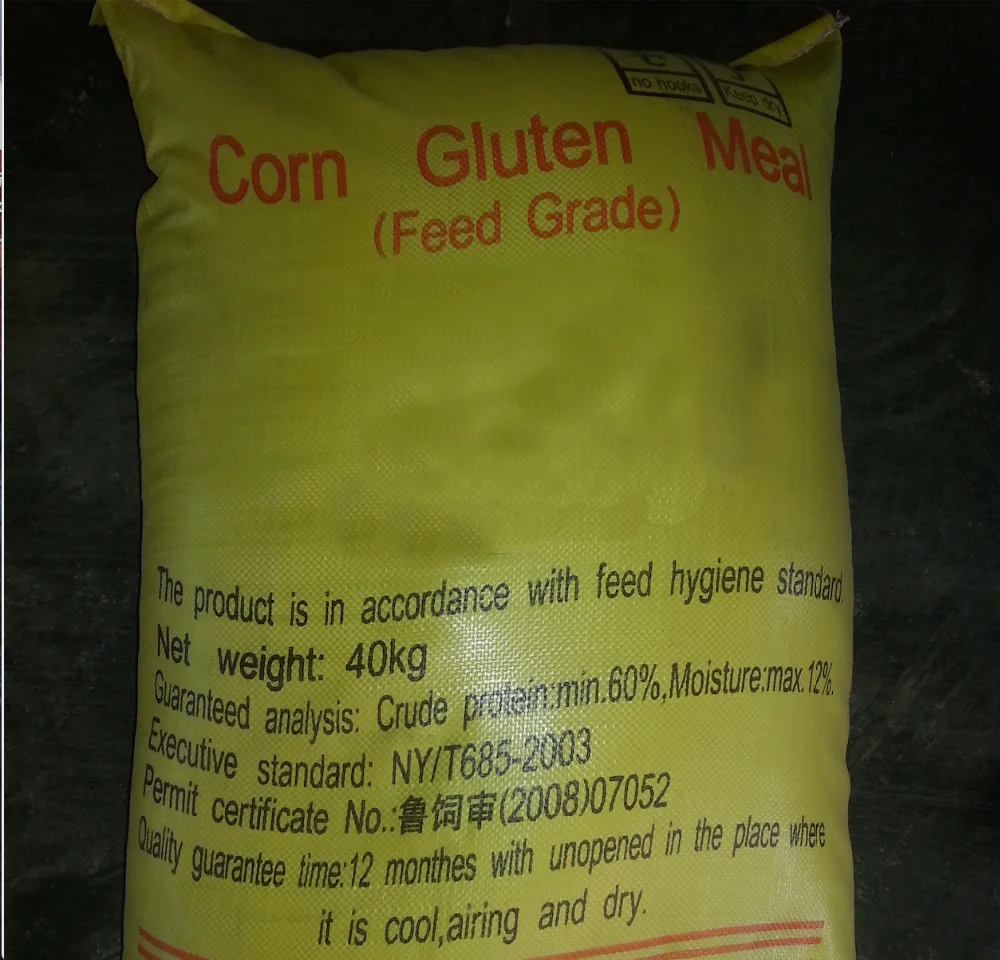 no hooks Keep dry
Corn Gluten Meal
(Feed Grade)
The product is in accordance with feed hygiene standard.
Net weight: 40kg
Guaranteed analysis: Crude protein:min.60%,Moisture:max.12%.
Executive standard: NY/T685-2003
Permit certificate No.:鲁饲审(2008)07052
Quality guarantee time:12 monthes with unopened in the place where
it is cool,airing and dry.